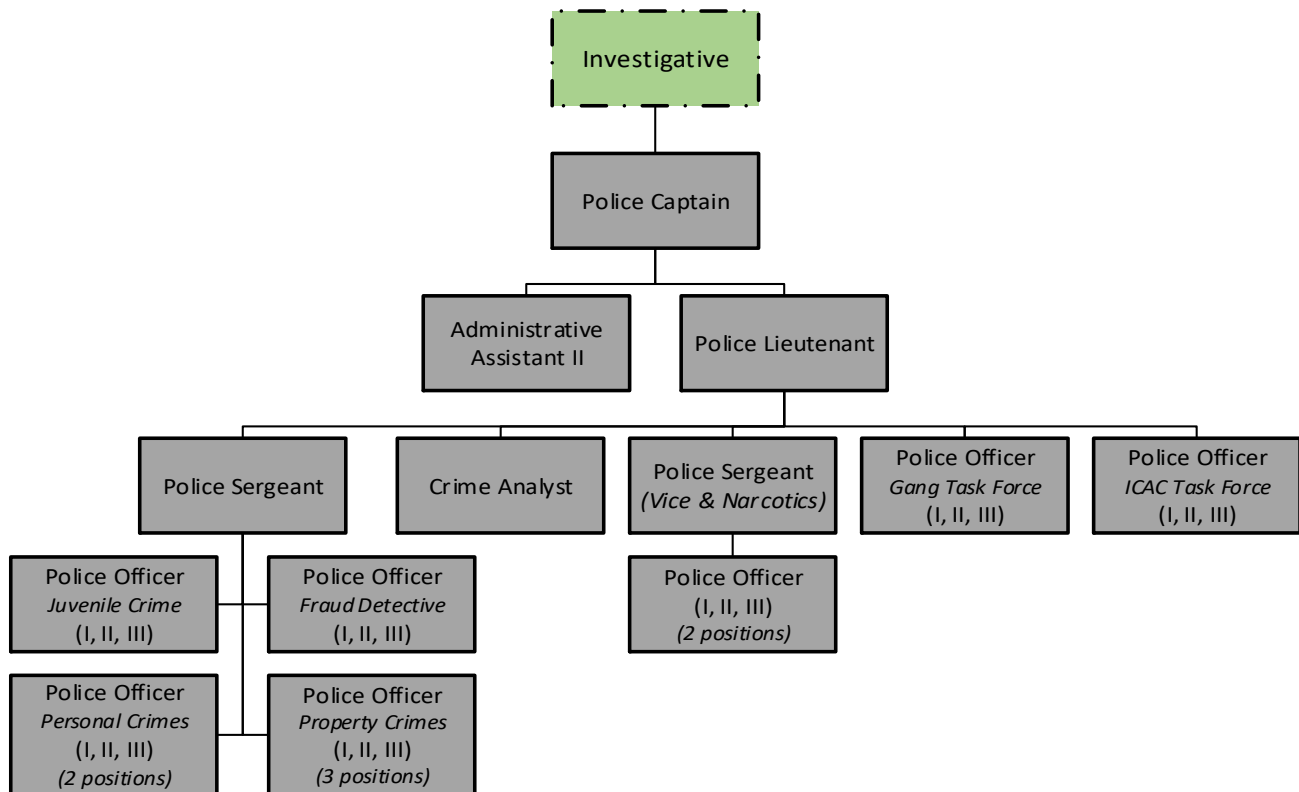 Investigative
Police Captain
Administrative
Assistant II
Police Lieutenant
Police Sergeant
Crime Analyst
Police Sergeant
(Vice & Narcotics)
Police Officer
Gang Task Force
(I, II, III)
Police Officer
ICAC Task Force
(I, II, III)
Police Officer
Juvenile Crime
(I, II, III)
Police Officer
Fraud Detective
(I, II, III)
Police Officer
(I, II, III)
(2 positions)
Police Officer
Personal Crimes
(I, II, III)
(2 positions)
Police Officer
Property Crimes
(I, II, III)
(3 positions)